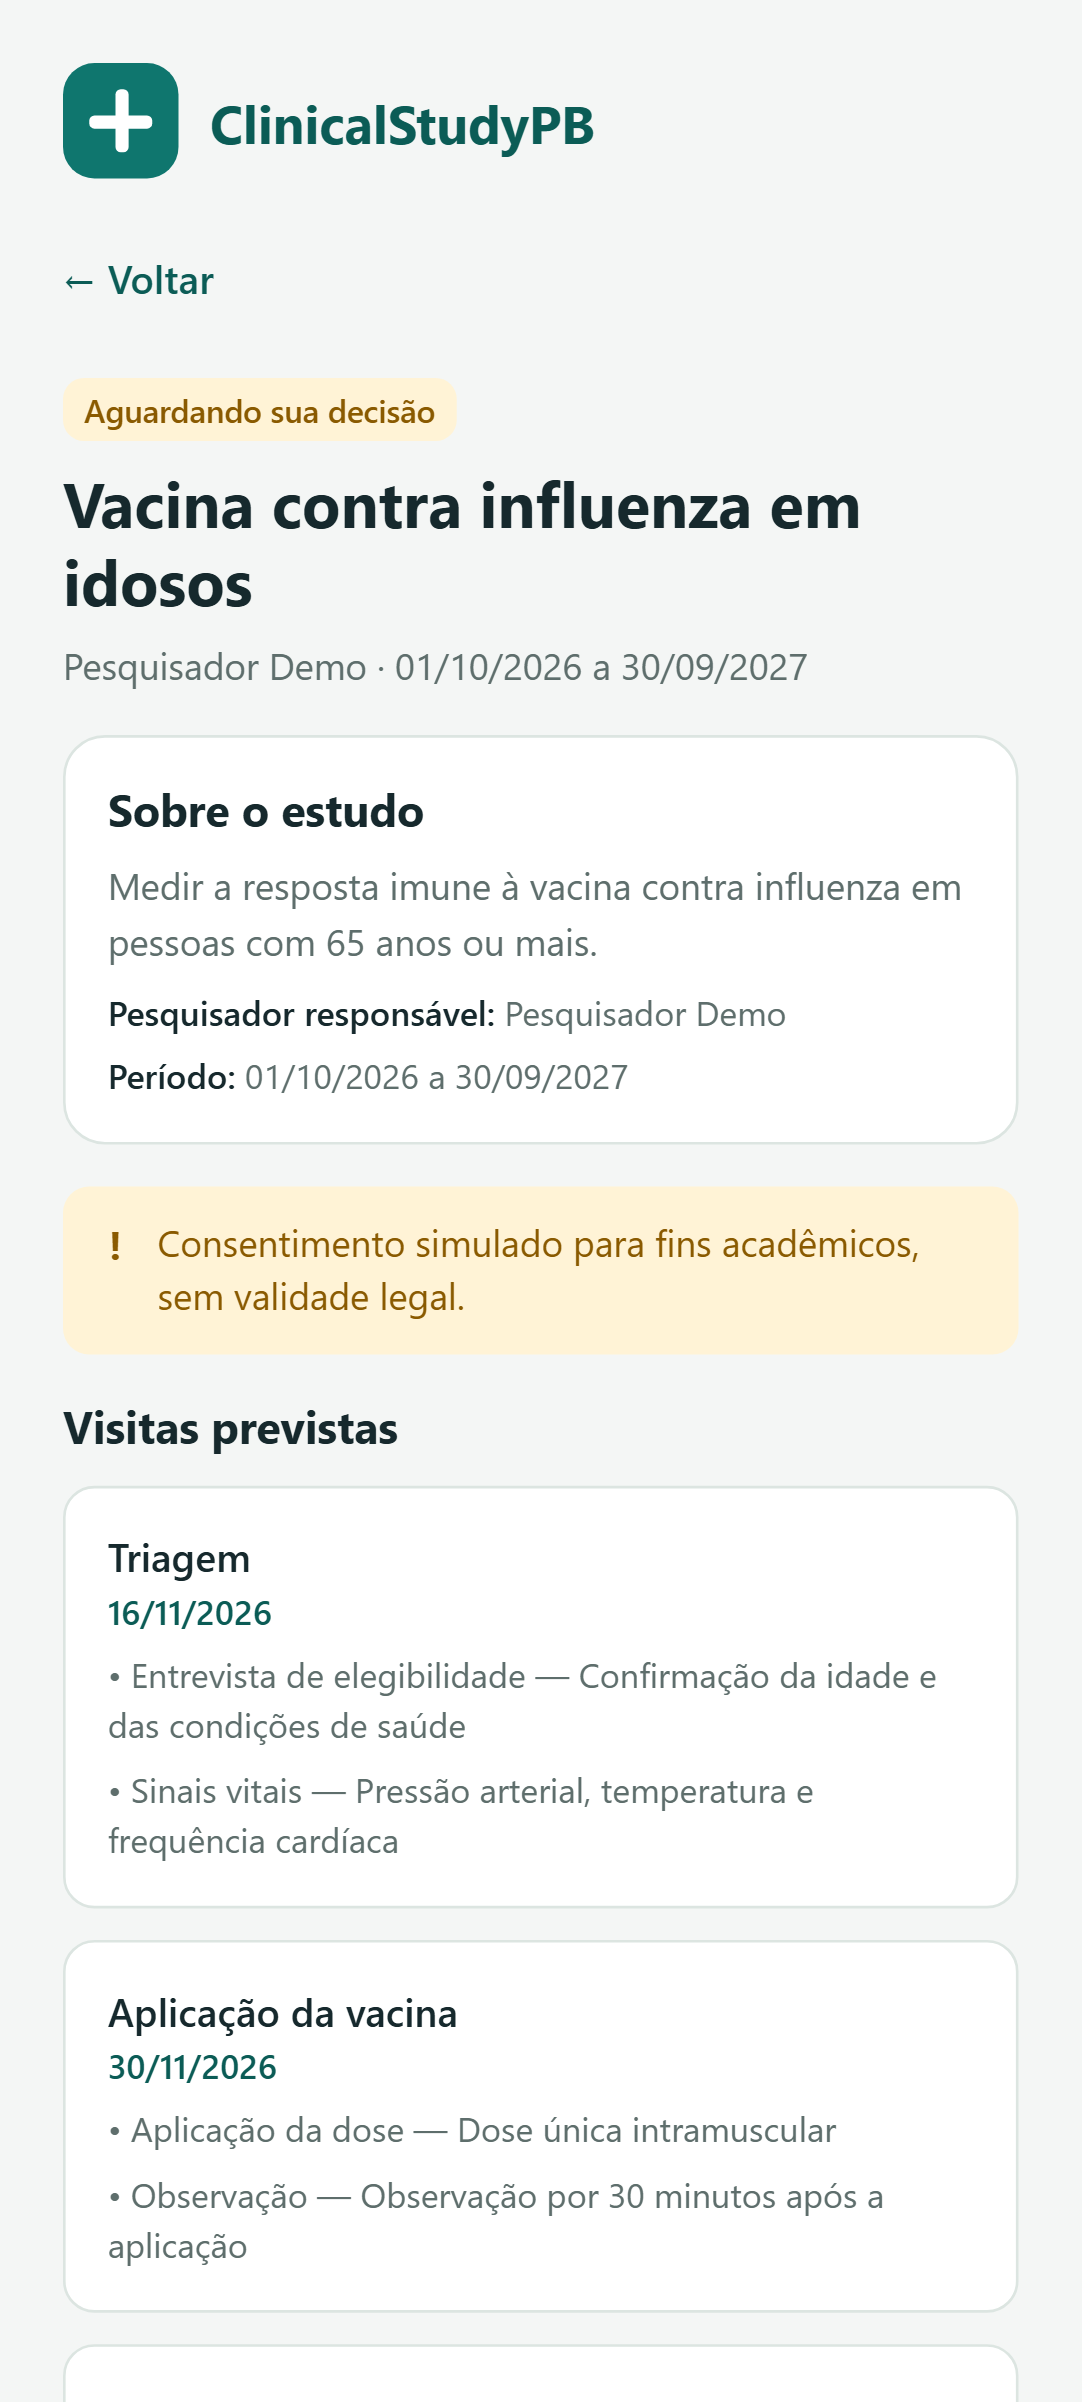 ClinicalStudyPB
← Voltar
Aguardando sua decisão
Vacina contra influenza em
idosos
Pesquisador Demo · 01/10/2026 a 30/09/2027
Sobre o estudo
Medir a resposta imune à vacina contra influenza em
pessoas com 65 anos ou mais.
Pesquisador responsável: Pesquisador Demo
Período: 01/10/2026 a 30/09/2027
! Consentimento simulado para fins acadêmicos,
sem validade legal.
Visitas previstas
Triagem
16/11/2026
• Entrevista de elegibilidade — Confirmação da idade e
das condições de saúde
• Sinais vitais — Pressão arterial, temperatura e
frequência cardíaca
Aplicação da vacina
30/11/2026
• Aplicação da dose — Dose única intramuscular
• Observação — Observação por 30 minutos após a
aplicação